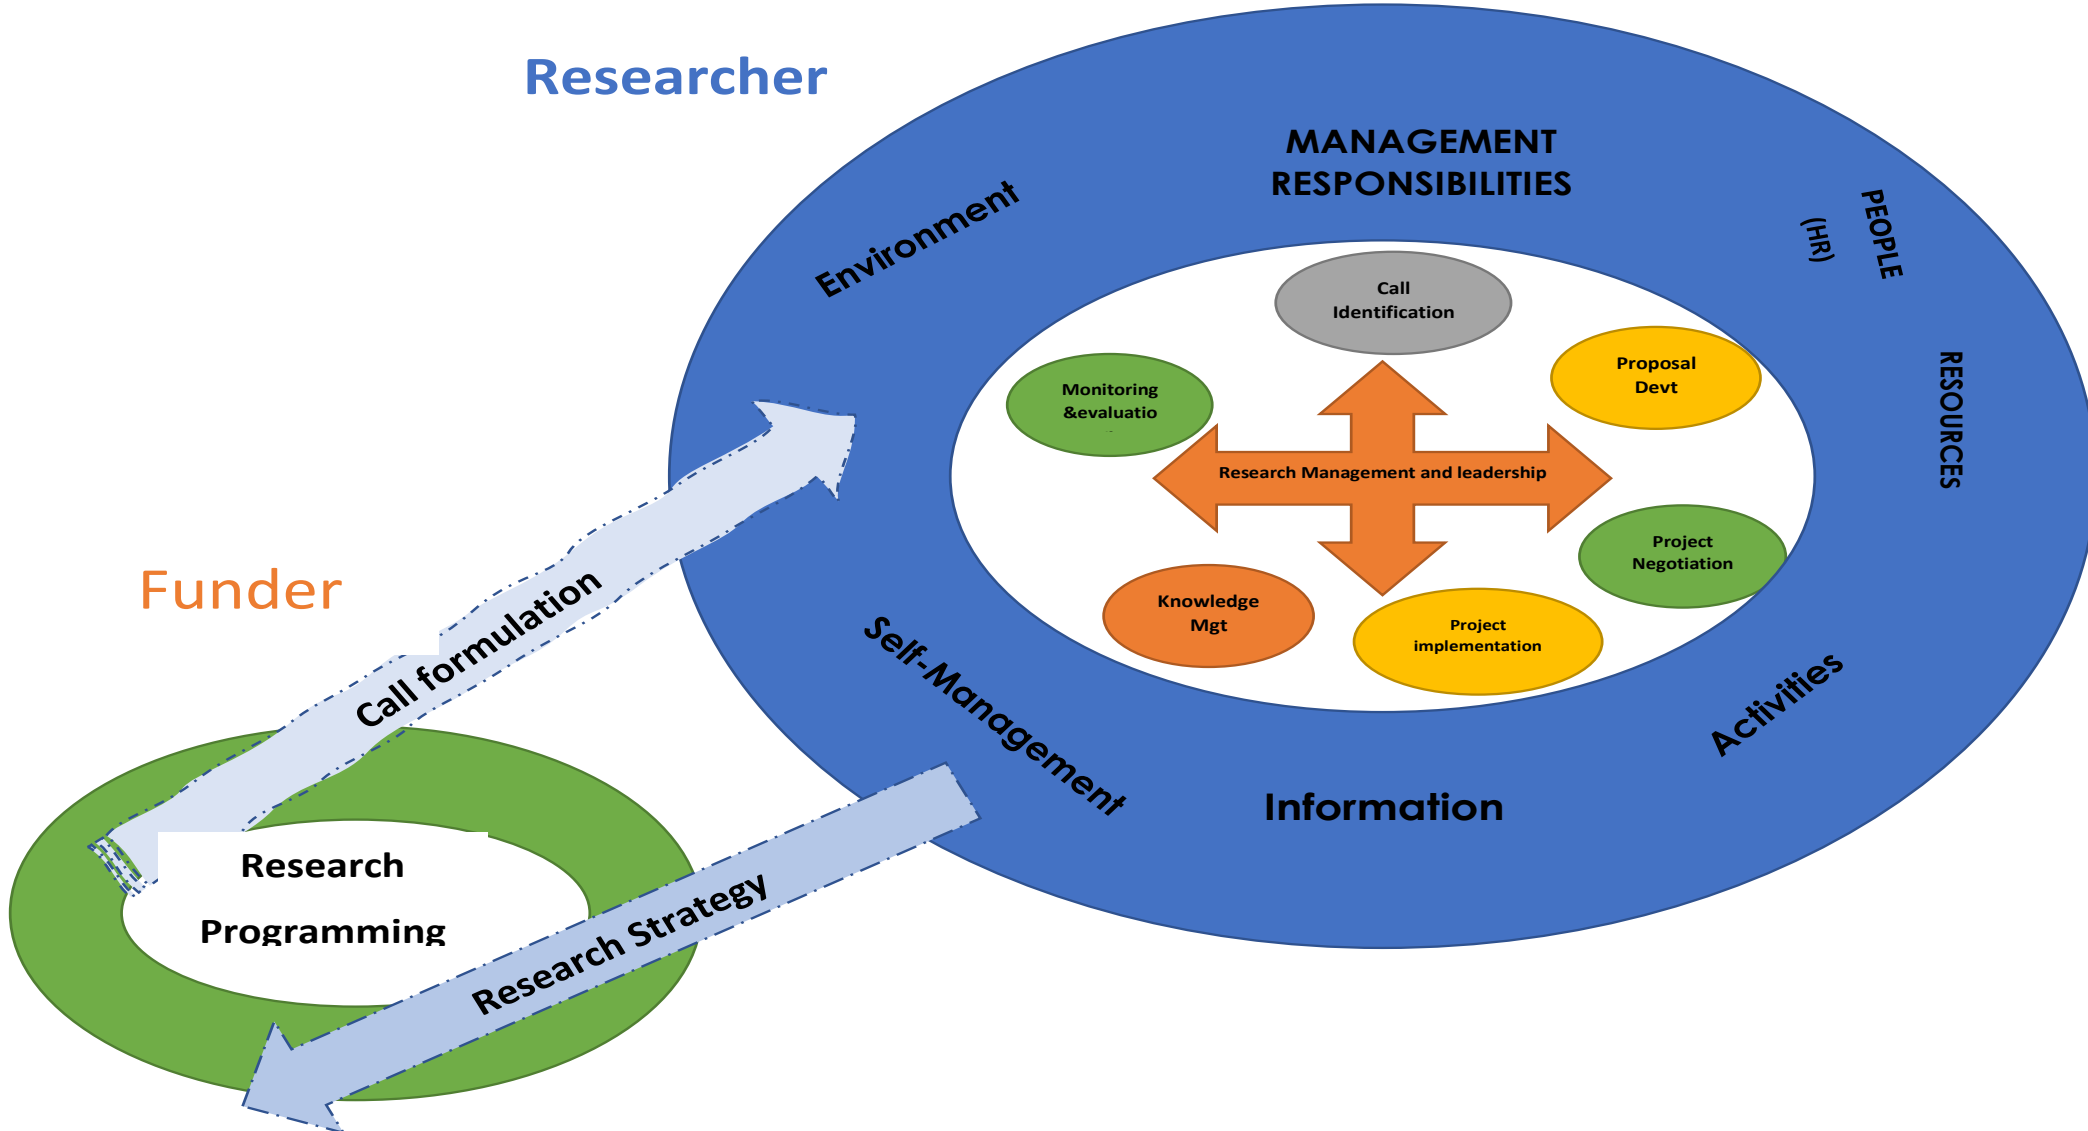 Researcher
MANAGEMENT
RESPONSIBILITIES
Environment
PEOPLE
(HR)
RESOURCES
Call
Identification
Proposal
Devt
Monitoring
&evaluatio
Research Management and leadership
Project
Negotiation
Knowledge
Mgt
Project
implementation
Funder
Call formulation
Self-Management
Activities
Information
Research
Programming
Research Strategy